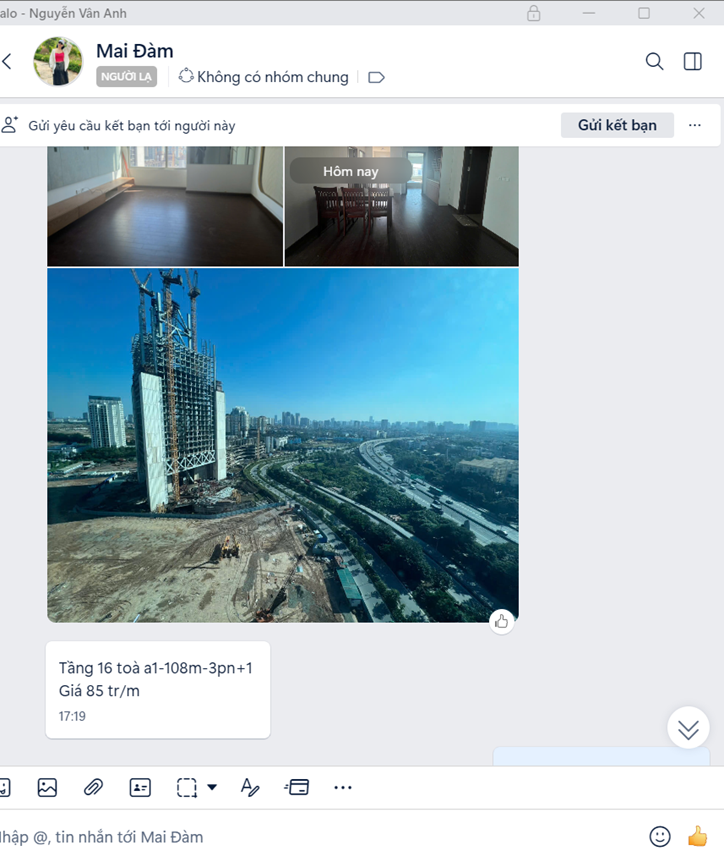 alo - Nguyễn Vân Anh
Mai Đàm
NGƯỜI LẠ
Không có nhóm chung
Gửi yêu cầu kết bạn tới người này
Gửi kết bạn
Hôm nay
Tầng 16 toà a1-108m-3pn+1
Giá 85 tr/m
17:19
hập @, tin nhắn tới Mai Đàm